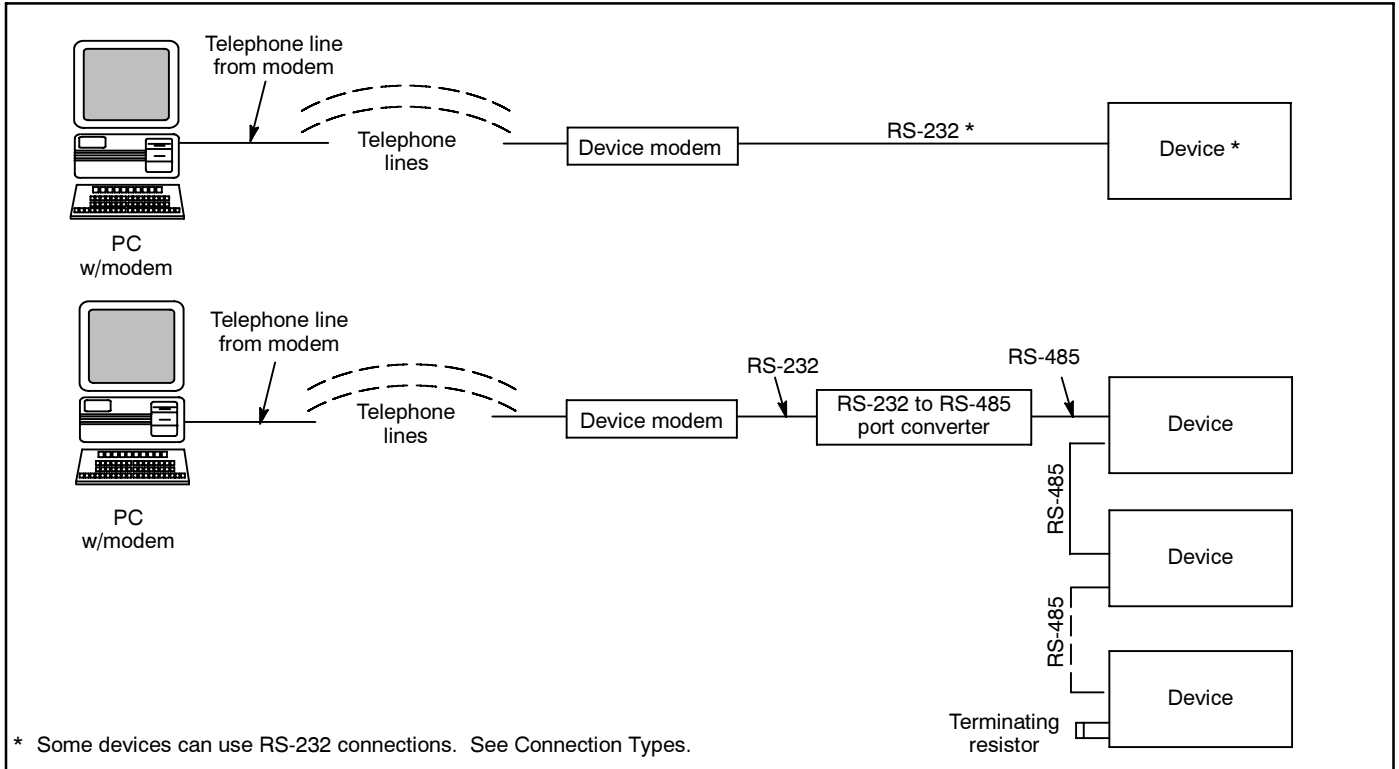 Telephone line
from modem
Telephone
lines
Device modem
RS-232 *
Device *
PC
w/modem
Telephone line
from modem
Telephone
lines
Device modem
RS-232
RS-232 to RS-485
port converter
RS-485
Device
RS-485
Device
RS-485
Device
Terminating
resistor
PC
w/modem
* Some devices can use RS-232 connections. See Connection Types.